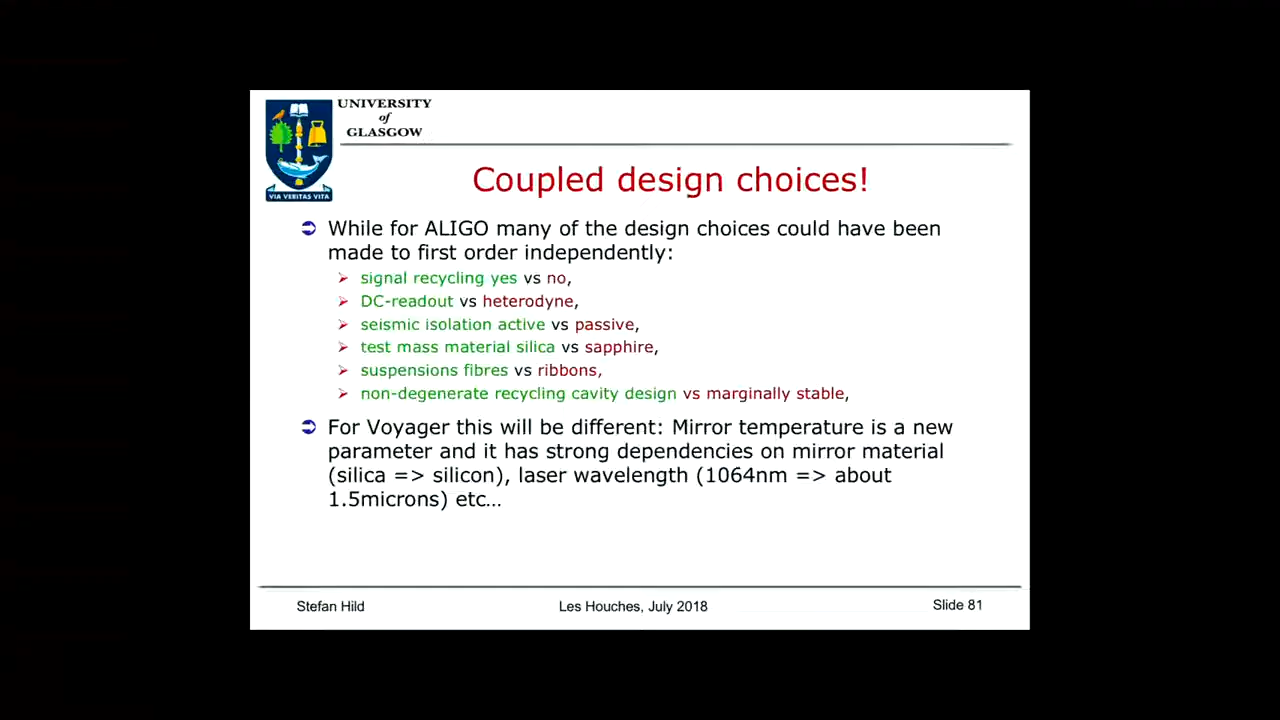 UNIVERSITY
of
GLASGOW
VIA VERITAS VITA
Coupled design choices!
While for ALIGO many of the design choices could have been
made to first order independently:
signal recycling yes vs no,
DC-readout vs heterodyne,
seismic isolation active vs passive,
test mass material silica vs sapphire,
suspensions fibres vs ribbons,
non-degenerate recycling cavity design vs marginally stable,
For Voyager this will be different: Mirror temperature is a new
parameter and it has strong dependencies on mirror material
(silica => silicon), laser wavelength (1064nm => about
1.5microns) etc…
Stefan Hild
Les Houches, July 2018
Slide 81